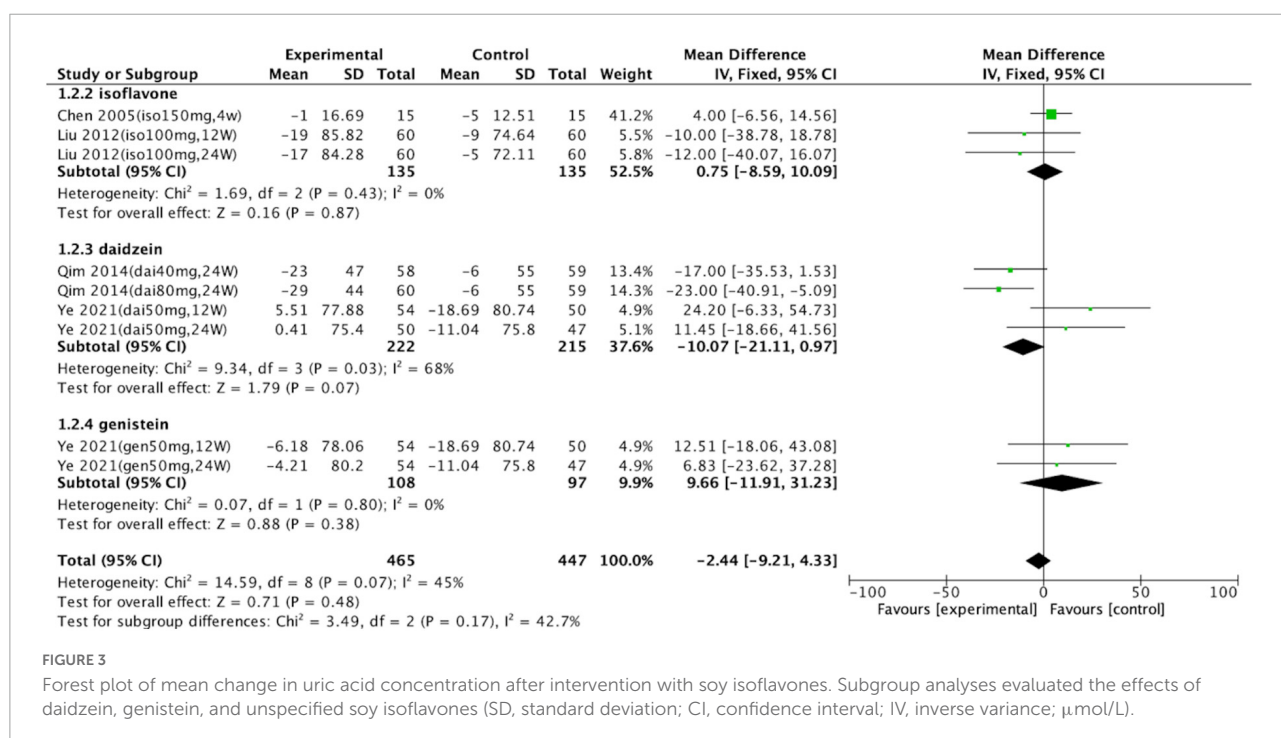 Experimental Control Mean Difference Mean Difference
Study or Subgroup Mean SD Total Mean SD Total Weight IV, Fixed, 95% CI IV, Fixed, 95% CI
1.2.2 isoflavone
Chen 2005(iso150mg,4w) -1 16.69 15 -5 12.51 15 41.2% 4.00 [-6.56, 14.56]
Liu 2012(iso100mg,12W) -19 85.82 60 -9 74.64 60 5.5% -10.00 [-38.78, 18.78]
Liu 2012(iso100mg,24W) -17 84.28 60 -5 72.11 60 5.8% -12.00 [-40.07, 16.07]
Subtotal (95% CI) 135 135 52.5% 0.75 [-8.59, 10.09]
Heterogeneity: Chi² = 1.69, df = 2 (P = 0.43); I² = 0%
Test for overall effect: Z = 0.16 (P = 0.87)
1.2.3 daidzein
Qim 2014(dai40mg,24W) -23 47 58 -6 55 59 13.4% -17.00 [-35.53, 1.53]
Qim 2014(dai80mg,24W) -29 44 60 -6 55 59 14.3% -23.00 [-40.91, -5.09]
Ye 2021(dai50mg,12W) 5.51 77.88 54 -18.69 80.74 50 4.9% 24.20 [-6.33, 54.73]
Ye 2021(dai50mg,24W) 0.41 75.4 50 -11.04 75.8 47 5.1% 11.45 [-18.66, 41.56]
Subtotal (95% CI) 222 215 37.6% -10.07 [-21.11, 0.97]
Heterogeneity: Chi² = 9.34, df = 3 (P = 0.03); I² = 68%
Test for overall effect: Z = 1.79 (P = 0.07)
1.2.4 genistein
Ye 2021(gen50mg,12W) -6.18 78.06 54 -18.69 80.74 50 4.9% 12.51 [-18.06, 43.08]
Ye 2021(gen50mg,24W) -4.21 80.2 54 -11.04 75.8 47 4.9% 6.83 [-23.62, 37.28]
Subtotal (95% CI) 108 97 9.9% 9.66 [-11.91, 31.23]
Heterogeneity: Chi² = 0.07, df = 1 (P = 0.80); I² = 0%
Test for overall effect: Z = 0.88 (P = 0.38)
Total (95% CI) 465 447 100.0% -2.44 [-9.21, 4.33]
Heterogeneity: Chi² = 14.59, df = 8 (P = 0.07); I² = 45%
Test for overall effect: Z = 0.71 (P = 0.48)
Test for subgroup differences: Chi² = 3.49, df = 2 (P = 0.17), I² = 42.7%
-100 -50 0 50 100
Favours [experimental] Favours [control]
FIGURE 3
Forest plot of mean change in uric acid concentration after intervention with soy isoflavones. Subgroup analyses evaluated the effects of
daidzein, genistein, and unspecified soy isoflavones (SD, standard deviation; CI, confidence interval; IV, inverse variance; μmol/L).